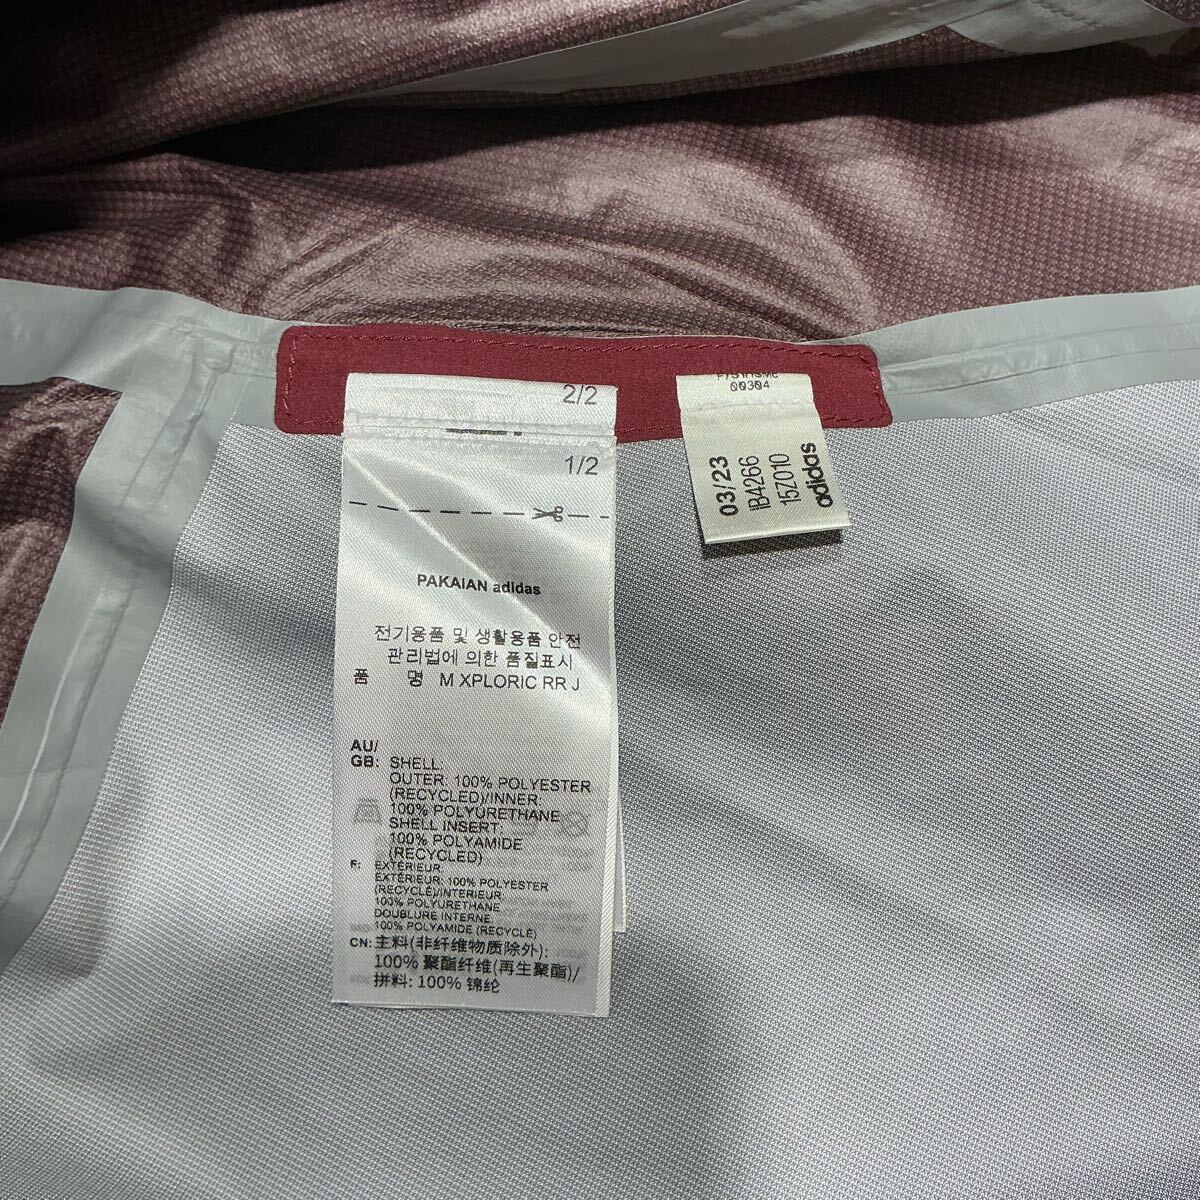 2/2
1/2
PAKAIAN adidas
전기용품 및 생활용품 안전
관리법에 의한 품질표시
품 명 M XPLORIC RR J
AU/
GB: SHELL:
OUTER: 100% POLYESTER
(RECYCLED)/INNER:
100% POLYURETHANE
SHELL INSERT:
100% POLYAMIDE
(RECYCLED)
F: EXTÉRIEUR:
EXTÉRIEUR: 100% POLYESTER
(RECYCLÉ)/INTÉRIEUR:
100% POLYURETHANE
DOUBLURE INTERNE:
100% POLYAMIDE (RECYCLÉ)
CN: 主料(非纤维物质除外):
100% 聚酯纤维(再生聚酯)/
拼料: 100% 锦纶
00304
03/23
IB4266
15Z010
adidas